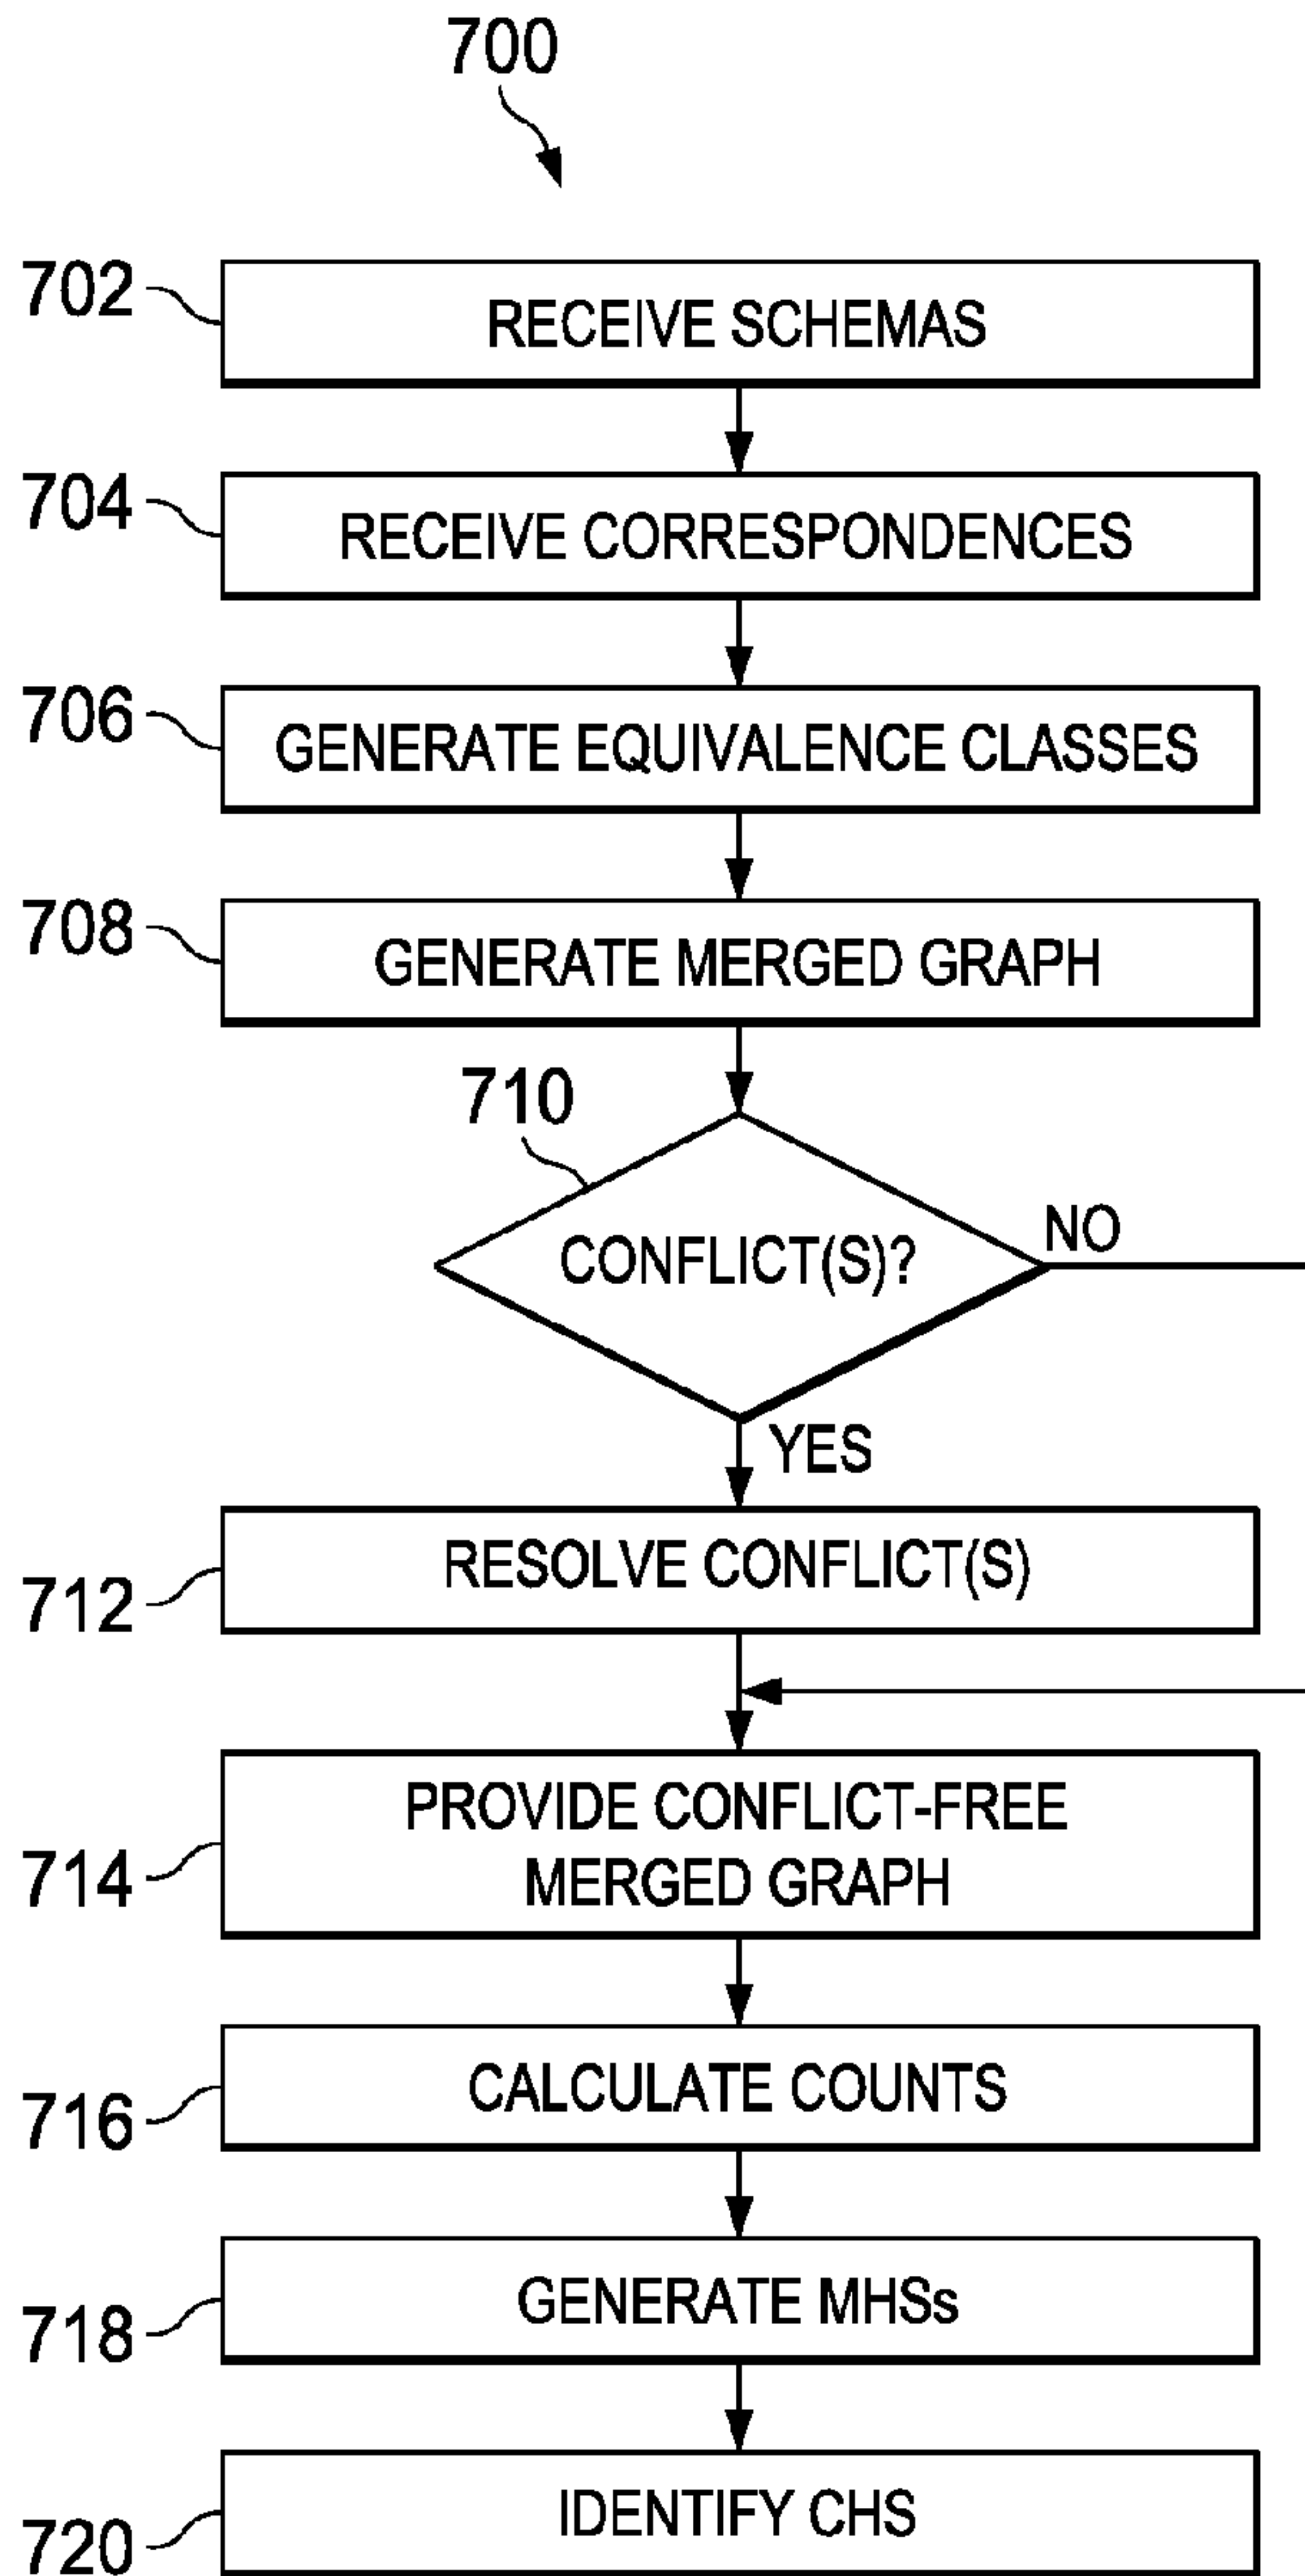 700
702
RECEIVE SCHEMAS
704
RECEIVE CORRESPONDENCES
706
GENERATE EQUIVALENCE CLASSES
708
GENERATE MERGED GRAPH
710
CONFLICT(S)?
NO
YES
RESOLVE CONFLICT(S)
712
PROVIDE CONFLICT-FREE
MERGED GRAPH
714
CALCULATE COUNTS
716
GENERATE MHSs
718
IDENTIFY CHS
720